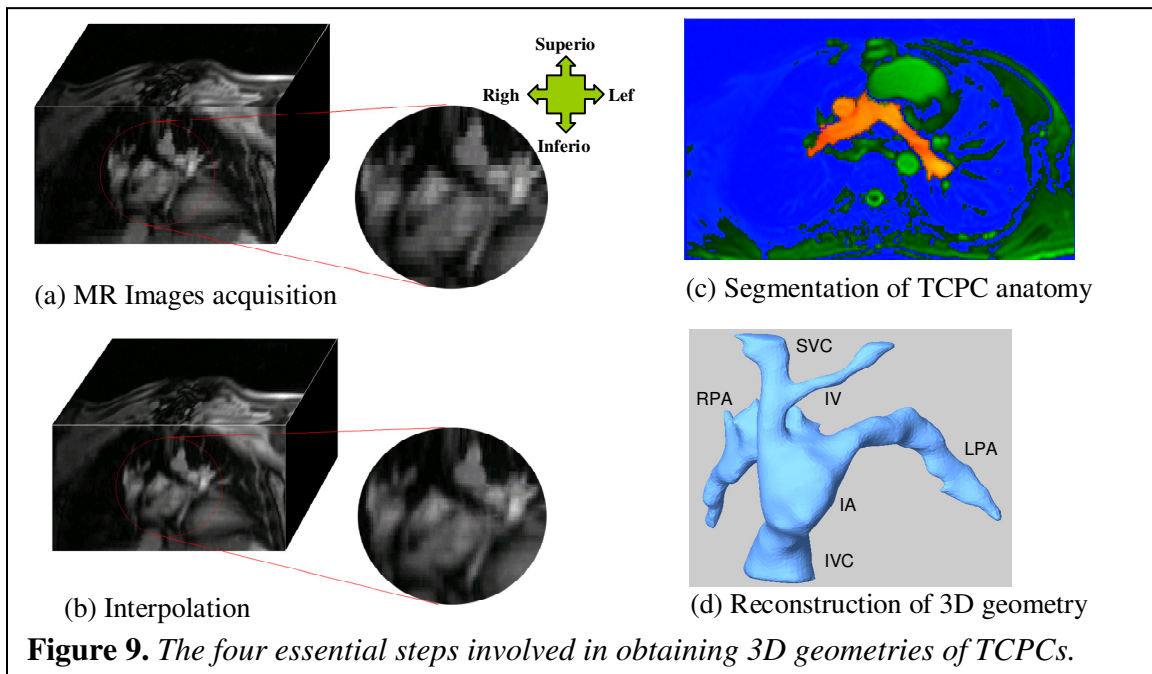 Superio
Righ
Lef
Inferio
(a) MR Images acquisition
(b) Interpolation
(c) Segmentation of TCPC anatomy
SVC
RPA
IV
LPA
IA
IVC
(d) Reconstruction of 3D geometry
Figure 9. The four essential steps involved in obtaining 3D geometries of TCPCs.